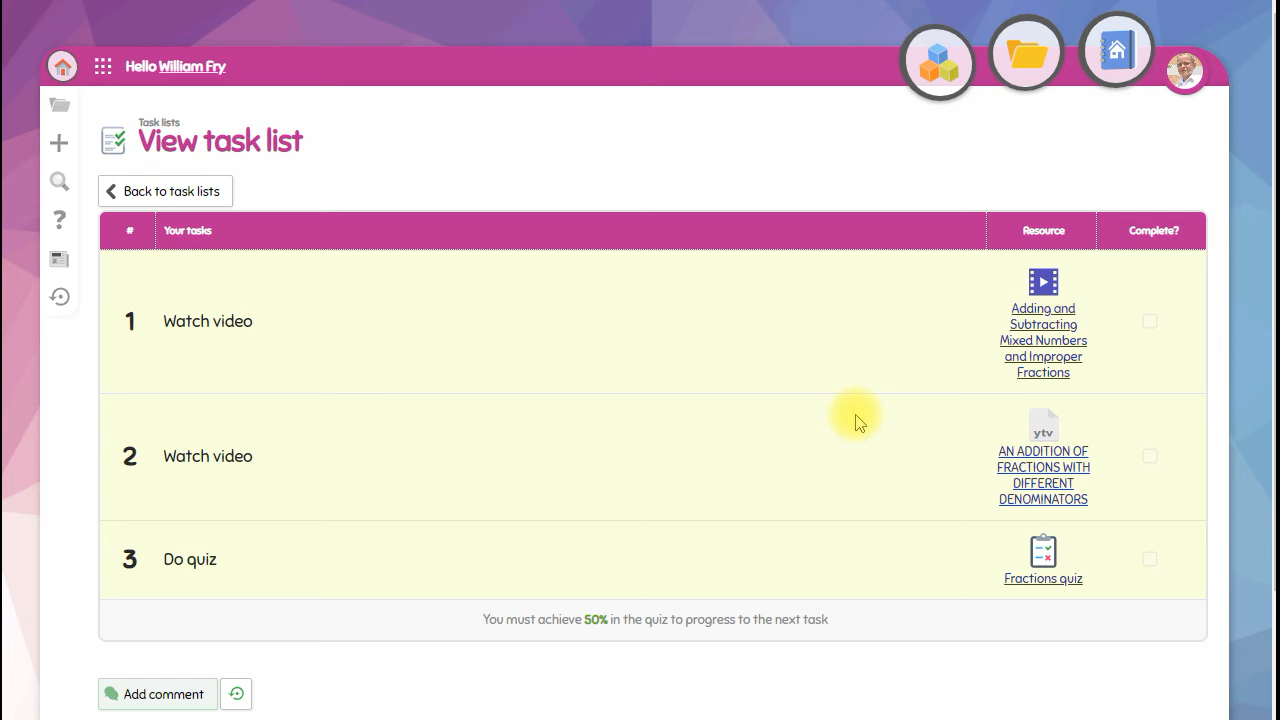 Hello William Fry
Task lists
View task list
Back to task lists
# Your tasks Resource Complete?
1 Watch video
Adding and
Subtracting
Mixed Numbers
and Improper
Fractions
2 Watch video
ytv
AN ADDITION OF
FRACTIONS WITH
DIFFERENT
DENOMINATORS
3 Do quiz
Fractions quiz
You must achieve 50% in the quiz to progress to the next task
Add comment